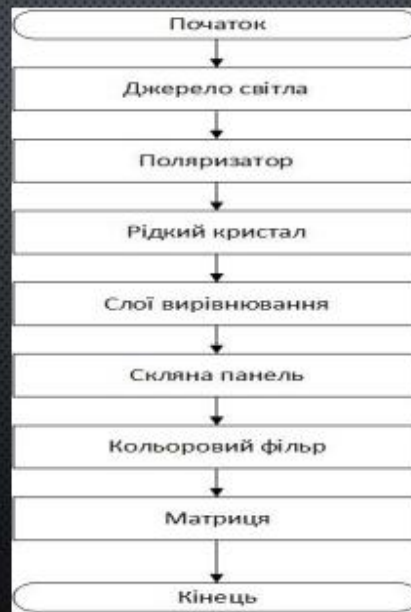 Початок
Джерело світла
Поляризатор
Рідкий кристал
Слої вирівнювання
Скляна панель
Кольоровий фільр
Матриця
Кінець